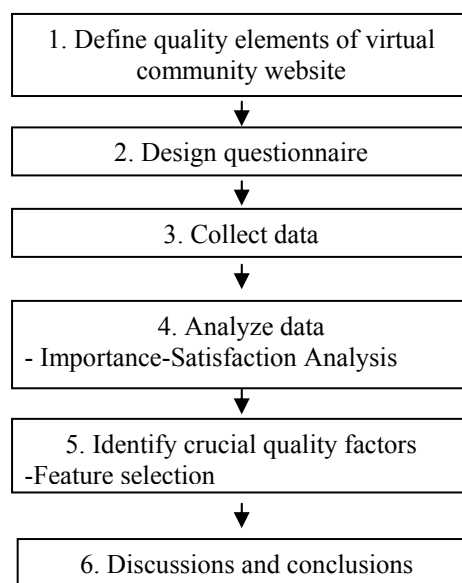 1. Define quality elements of virtual
community website
2. Design questionnaire
3. Collect data
4. Analyze data
- Importance-Satisfaction Analysis
5. Identify crucial quality factors
-Feature selection
6. Discussions and conclusions